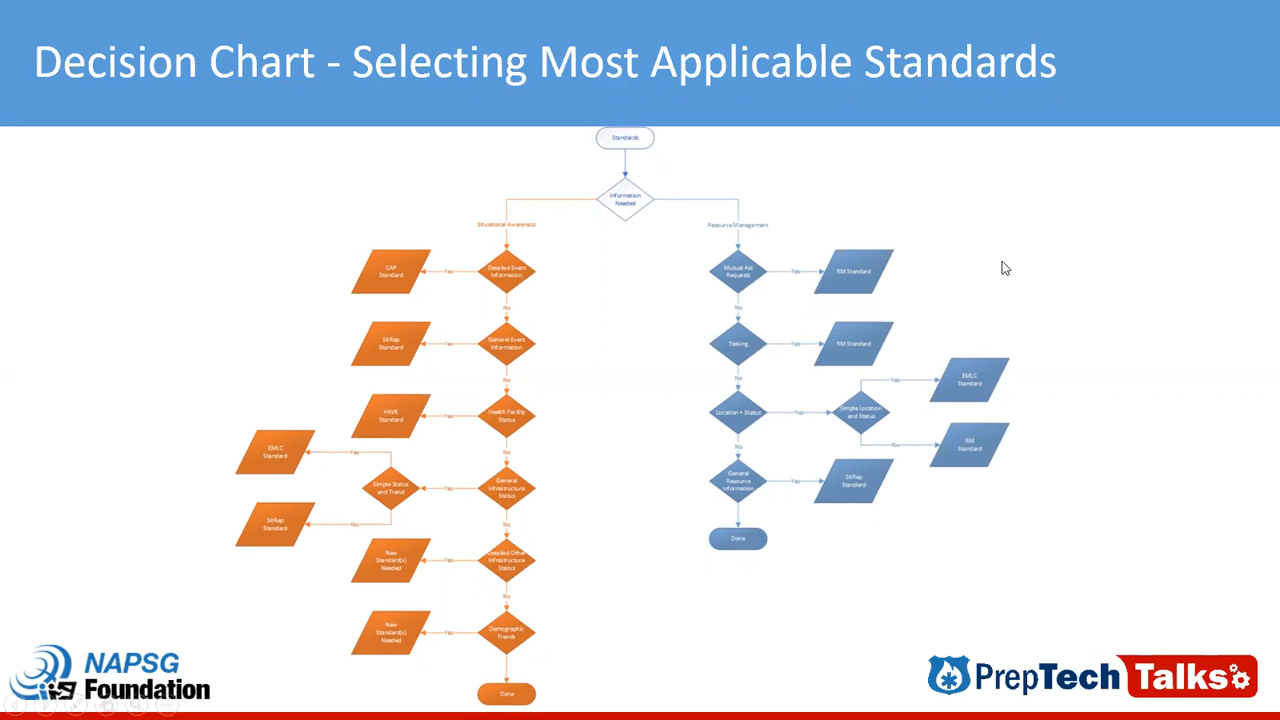 Decision Chart - Selecting Most Applicable Standards
Standards
Information
Needed
Situational Awareness
Resource Management
CAP
Standard
Yes
Detailed Event
Information
No
SitRap
Standard
Yes
General Event
Information
No
HAVE
Standard
Yes
Health Facility
Status
No
EMLC
Standard
Yes
Simple Status
and Trend
Yes
General
Infrastructure
Status
SitRap
Standard
No
No
New
Standard(s)
Needed
Yes
Detailed Other
Infrastructure
Status
No
New
Standard(s)
Needed
Yes
Demographic
Trends
Done
Mutual Aid
Requests
Yes
RM Standard
No
Tasking
Yes
RM Standard
No
Location + Status
Yes
Simple Location
and Status
Yes
EMLC
Standard
No
RM
Standard
No
General
Resource
Information
Yes
SitRap
Standard
Done
NAPSG
Foundation
PrepTech Talks